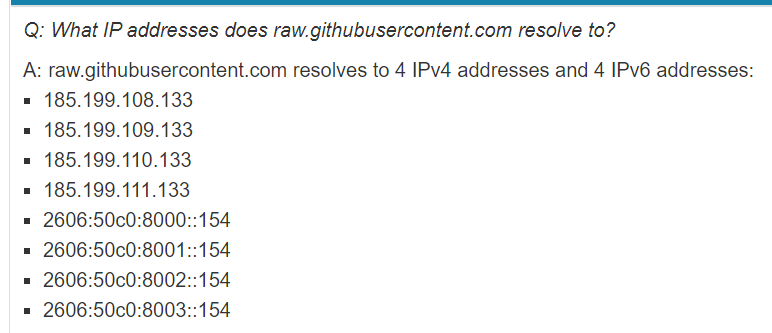 Q: What IP addresses does raw.githubusercontent.com resolve to?
A: raw.githubusercontent.com resolves to 4 IPv4 addresses and 4 IPv6 addresses:
▪ 185.199.108.133
▪ 185.199.109.133
▪ 185.199.110.133
▪ 185.199.111.133
▪ 2606:50c0:8000::154
▪ 2606:50c0:8001::154
▪ 2606:50c0:8002::154
▪ 2606:50c0:8003::154